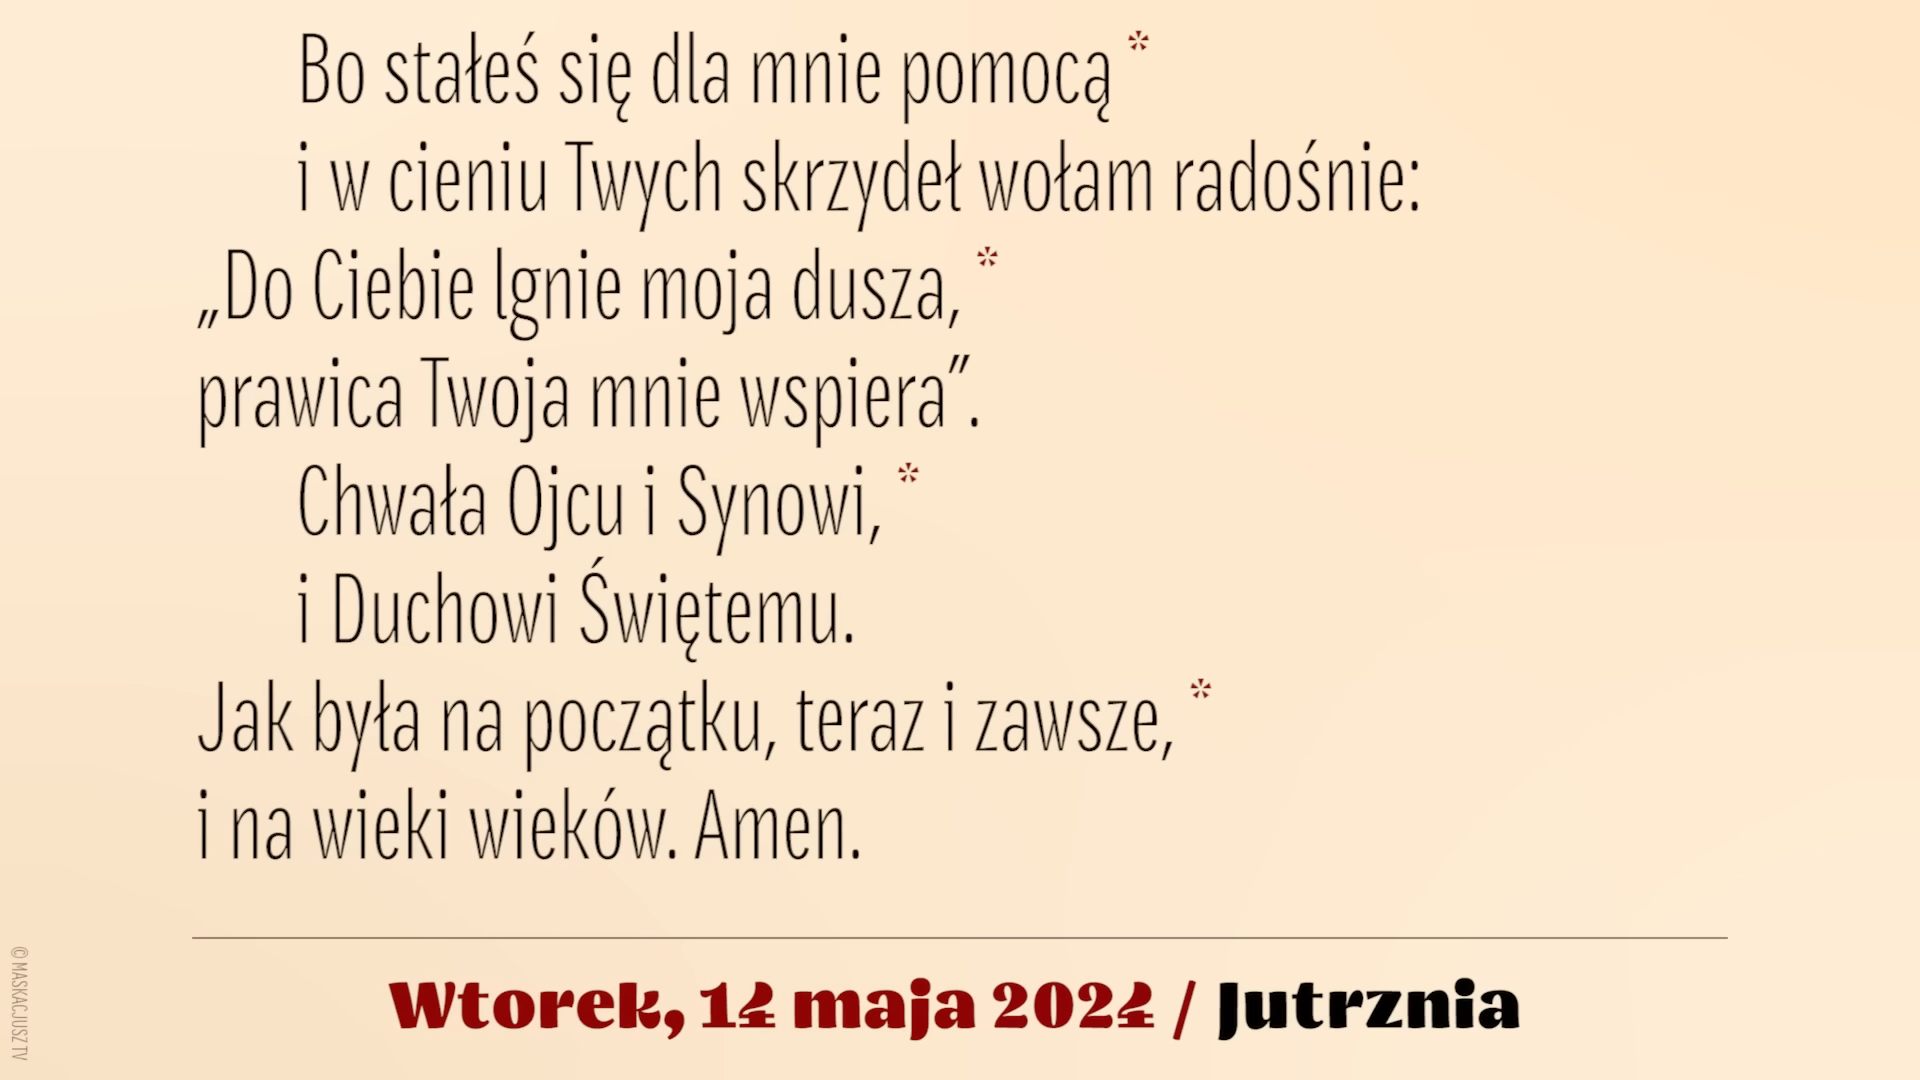 Bo stałeś się dla mnie pomocą *
i w cieniu Twych skrzydeł wołam radośnie:
„Do Ciebie lgnie moja dusza, *
prawica Twoja mnie wspiera”.
Chwała Ojcu i Synowi, *
i Duchowi Świętemu.
Jak była na początku, teraz i zawsze, *
i na wieki wieków. Amen.
Wtorek, 14 maja 2024 / Jutrznia
© MASKACJUSZ TV